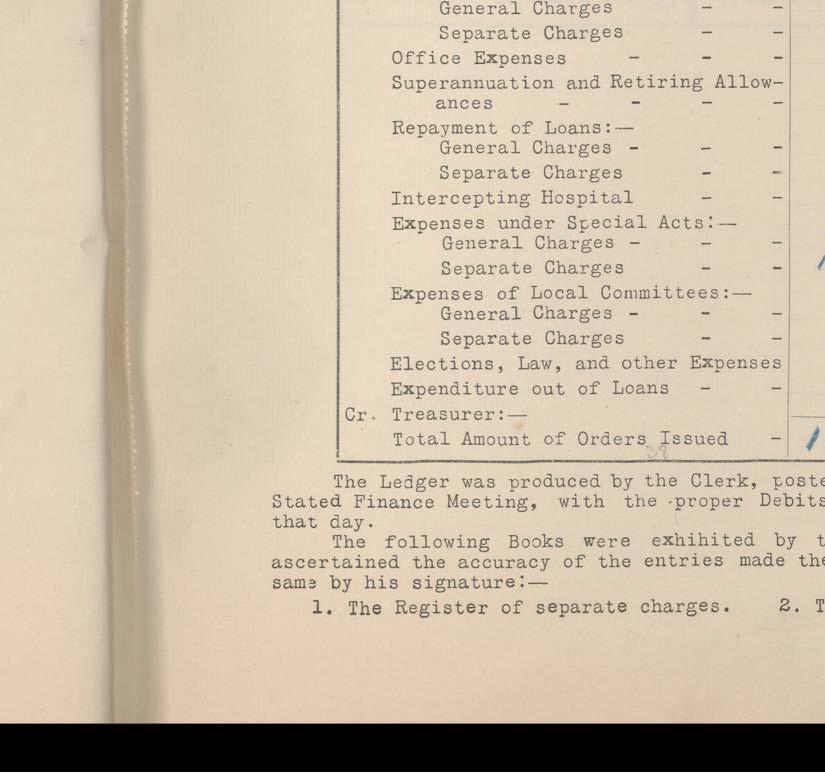 General Charges - -
Separate Charges - -
Office Expenses - - -
Superannuation and Retiring Allow-
ances - - - -
Repayment of Loans:—
General Charges - - -
Separate Charges - -
Intercepting Hospital - -
Expenses under Special Acts:—
General Charges - - -
Separate Charges - -
Expenses of Local Committees:—
General Charges - - -
Separate Charges - -
Elections, Law, and other Expenses
Expenditure out of Loans - -
Cr. Treasurer:—
Total Amount of Orders Issued -
38
The Ledger was produced by the Clerk, poste
Stated Finance Meeting, with the proper Debits
that day.
The following Books were exhibited by t
ascertained the accuracy of the entries made the
same by his signature:—
1. The Register of separate charges. 2. T